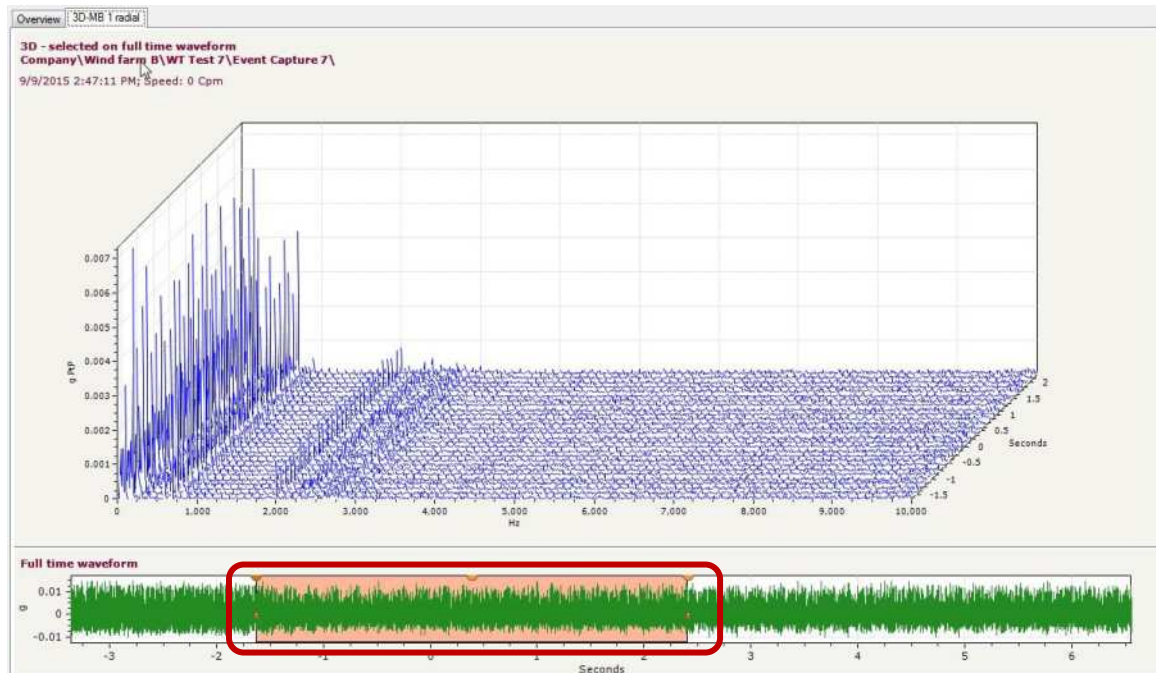 Overview 3D-MB 1 radial
3D - selected on full time waveform
Company\Wind farm B\WT Test 7\Event Capture 7\
9/9/2015 2:47:11 PM; Speed: 0 Cpm
0.007
0.006
0.005
0.004
0.003
0.002
0.001
0
g PtP
0 1,000 2,000 3,000 4,000 5,000 6,000 7,000 8,000 9,000 10,000
Hz
2
1.5
1
0.5
0
-0.5
-1
-1.5
Seconds
Full time waveform
0.01
0
-0.01
g
-3 -2 -1 0 1 2 3 4 5 6
Seconds